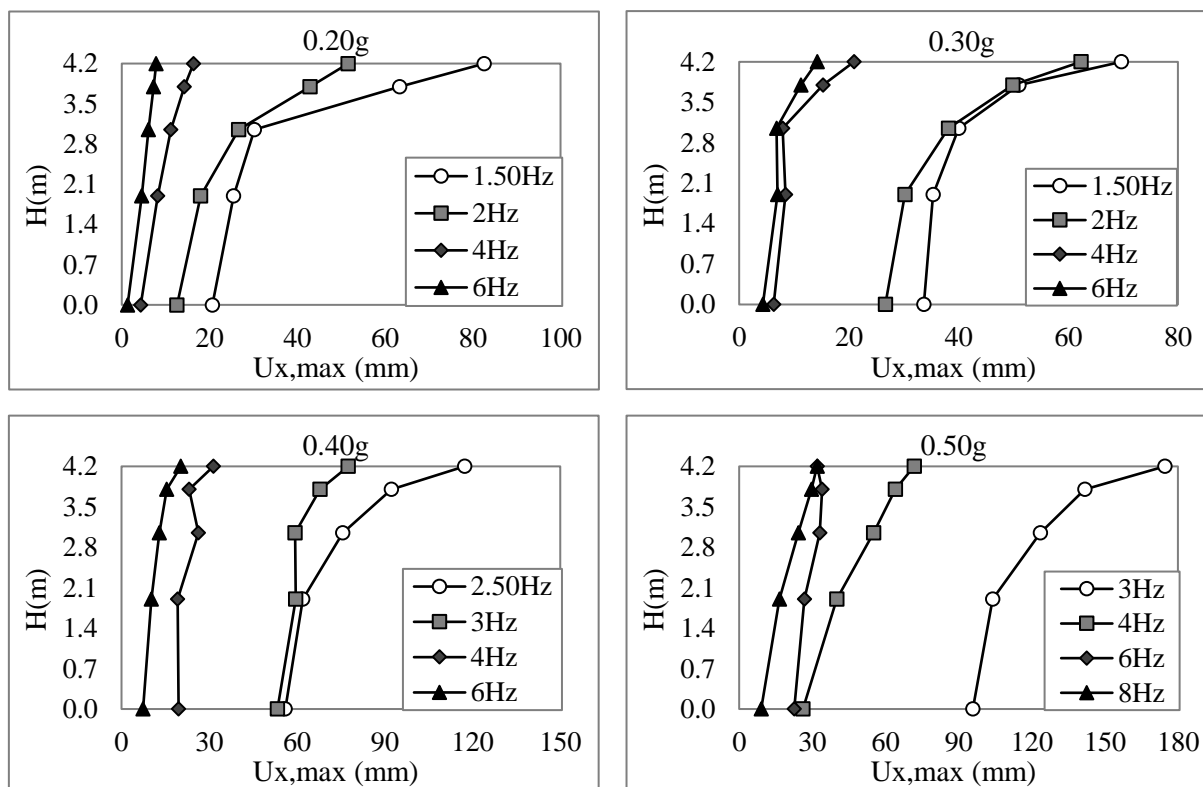 0.20g
4.2
3.5
2.8
2.1
1.4
0.7
0.0
H(m)
1.50Hz
2Hz
4Hz
6Hz
0 20 40 60 80 100
Ux,max (mm)
0.30g
4.2
3.5
2.8
2.1
1.4
0.7
0.0
H(m)
1.50Hz
2Hz
4Hz
6Hz
0 20 40 60 80
Ux,max (mm)
0.40g
4.2
3.5
2.8
2.1
1.4
0.7
0.0
H(m)
2.50Hz
3Hz
4Hz
6Hz
0 30 60 90 120 150
Ux,max (mm)
0.50g
4.2
3.5
2.8
2.1
1.4
0.7
0.0
H(m)
3Hz
4Hz
6Hz
8Hz
0 30 60 90 120 150 180
Ux,max (mm)